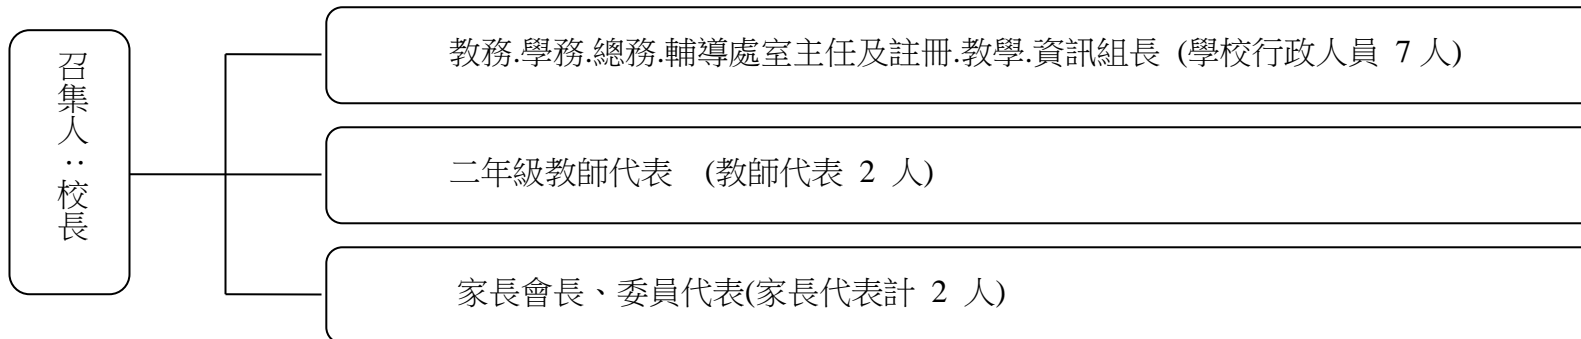 召集人：校長
教務.學務.總務.輔導處室主任及註冊.教學.資訊組長 (學校行政人員 7 人)
二年級教師代表 (教師代表 2 人)
家長會長、委員代表(家長代表計 2 人)